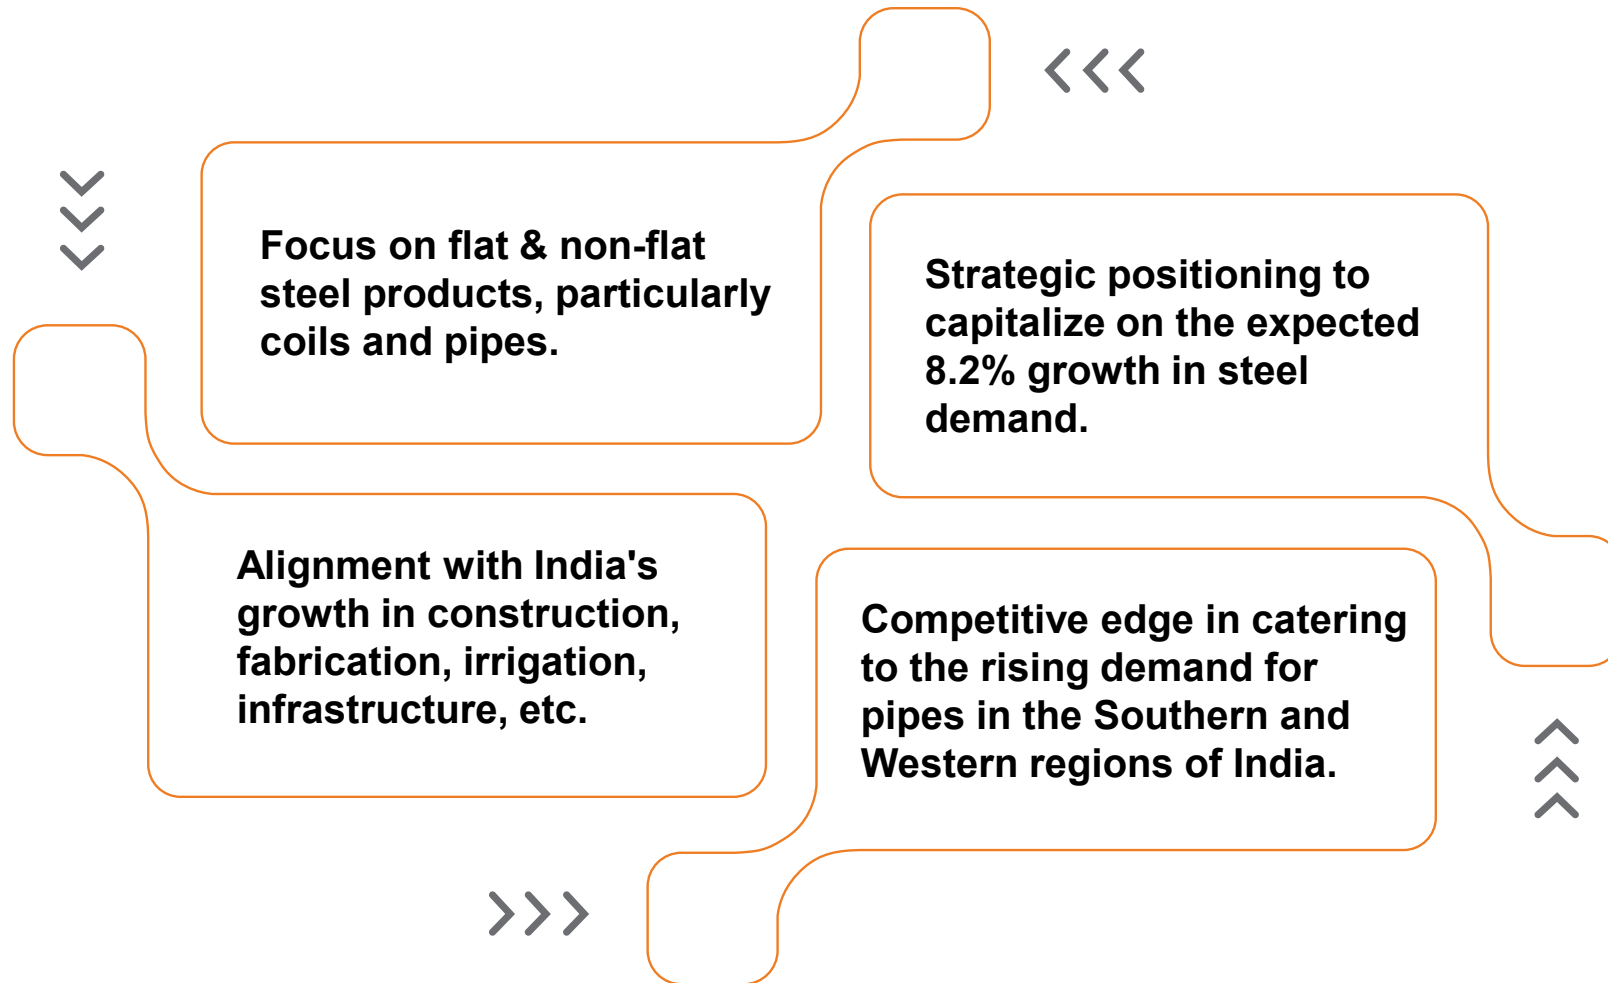 Focus on flat & non-flat
steel products, particularly
coils and pipes.
Strategic positioning to
capitalize on the expected
8.2% growth in steel
demand.
Alignment with India's
growth in construction,
fabrication, irrigation,
infrastructure, etc.
Competitive edge in catering
to the rising demand for
pipes in the Southern and
Western regions of India.